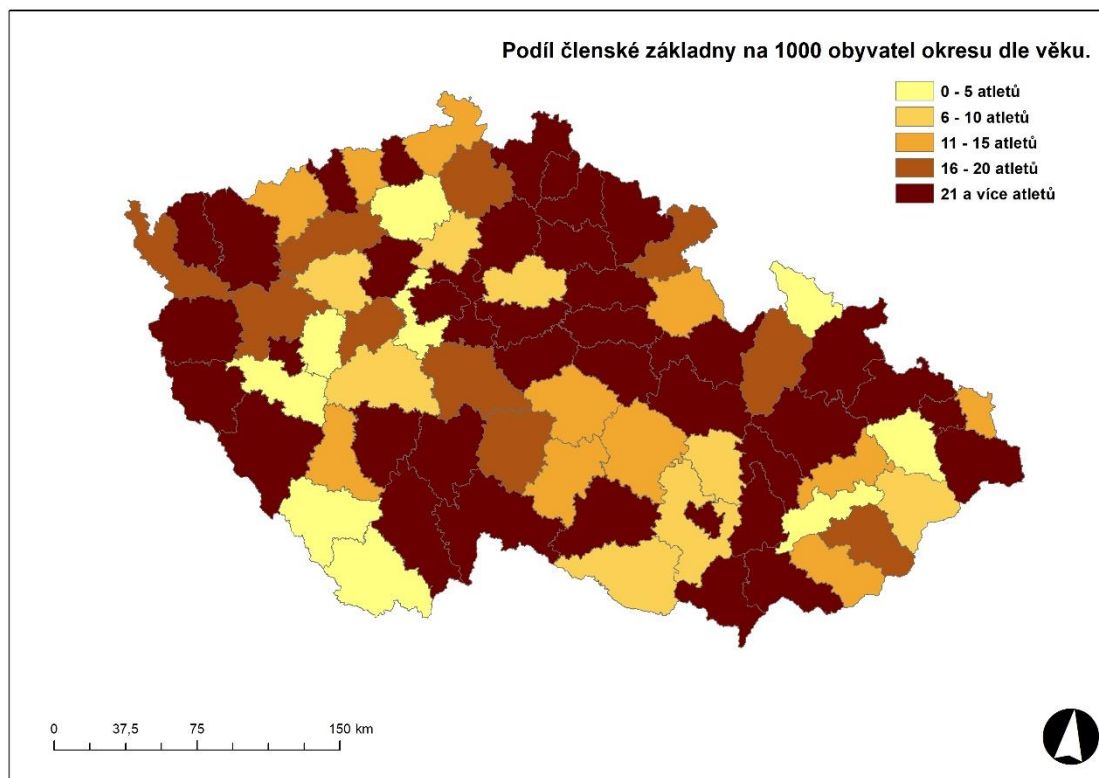 Podíl členské základny na 1000 obyvatel okresu dle věku.
0 - 5 atletů
6 - 10 atletů
11 - 15 atletů
16 - 20 atletů
21 a více atletů
0 37,5 75 150 km